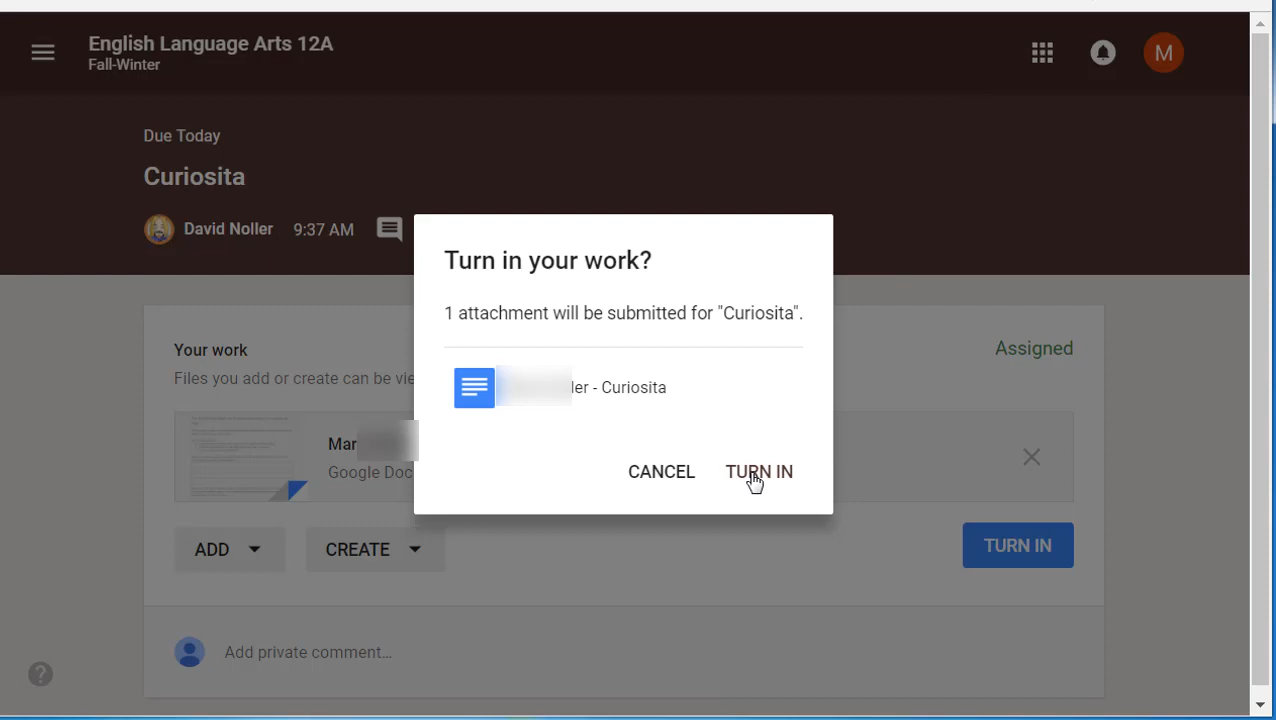 English Language Arts 12A
Fall-Winter
M
Due Today
Curiosita
David Noller 9:37 AM
Turn in your work?
1 attachment will be submitted for "Curiosita".
ler - Curiosita
CANCEL TURN IN
Your work
Assigned
Files you add or create can be vie
Mar
Google Doc
ADD CREATE TURN IN
Add private comment...
?